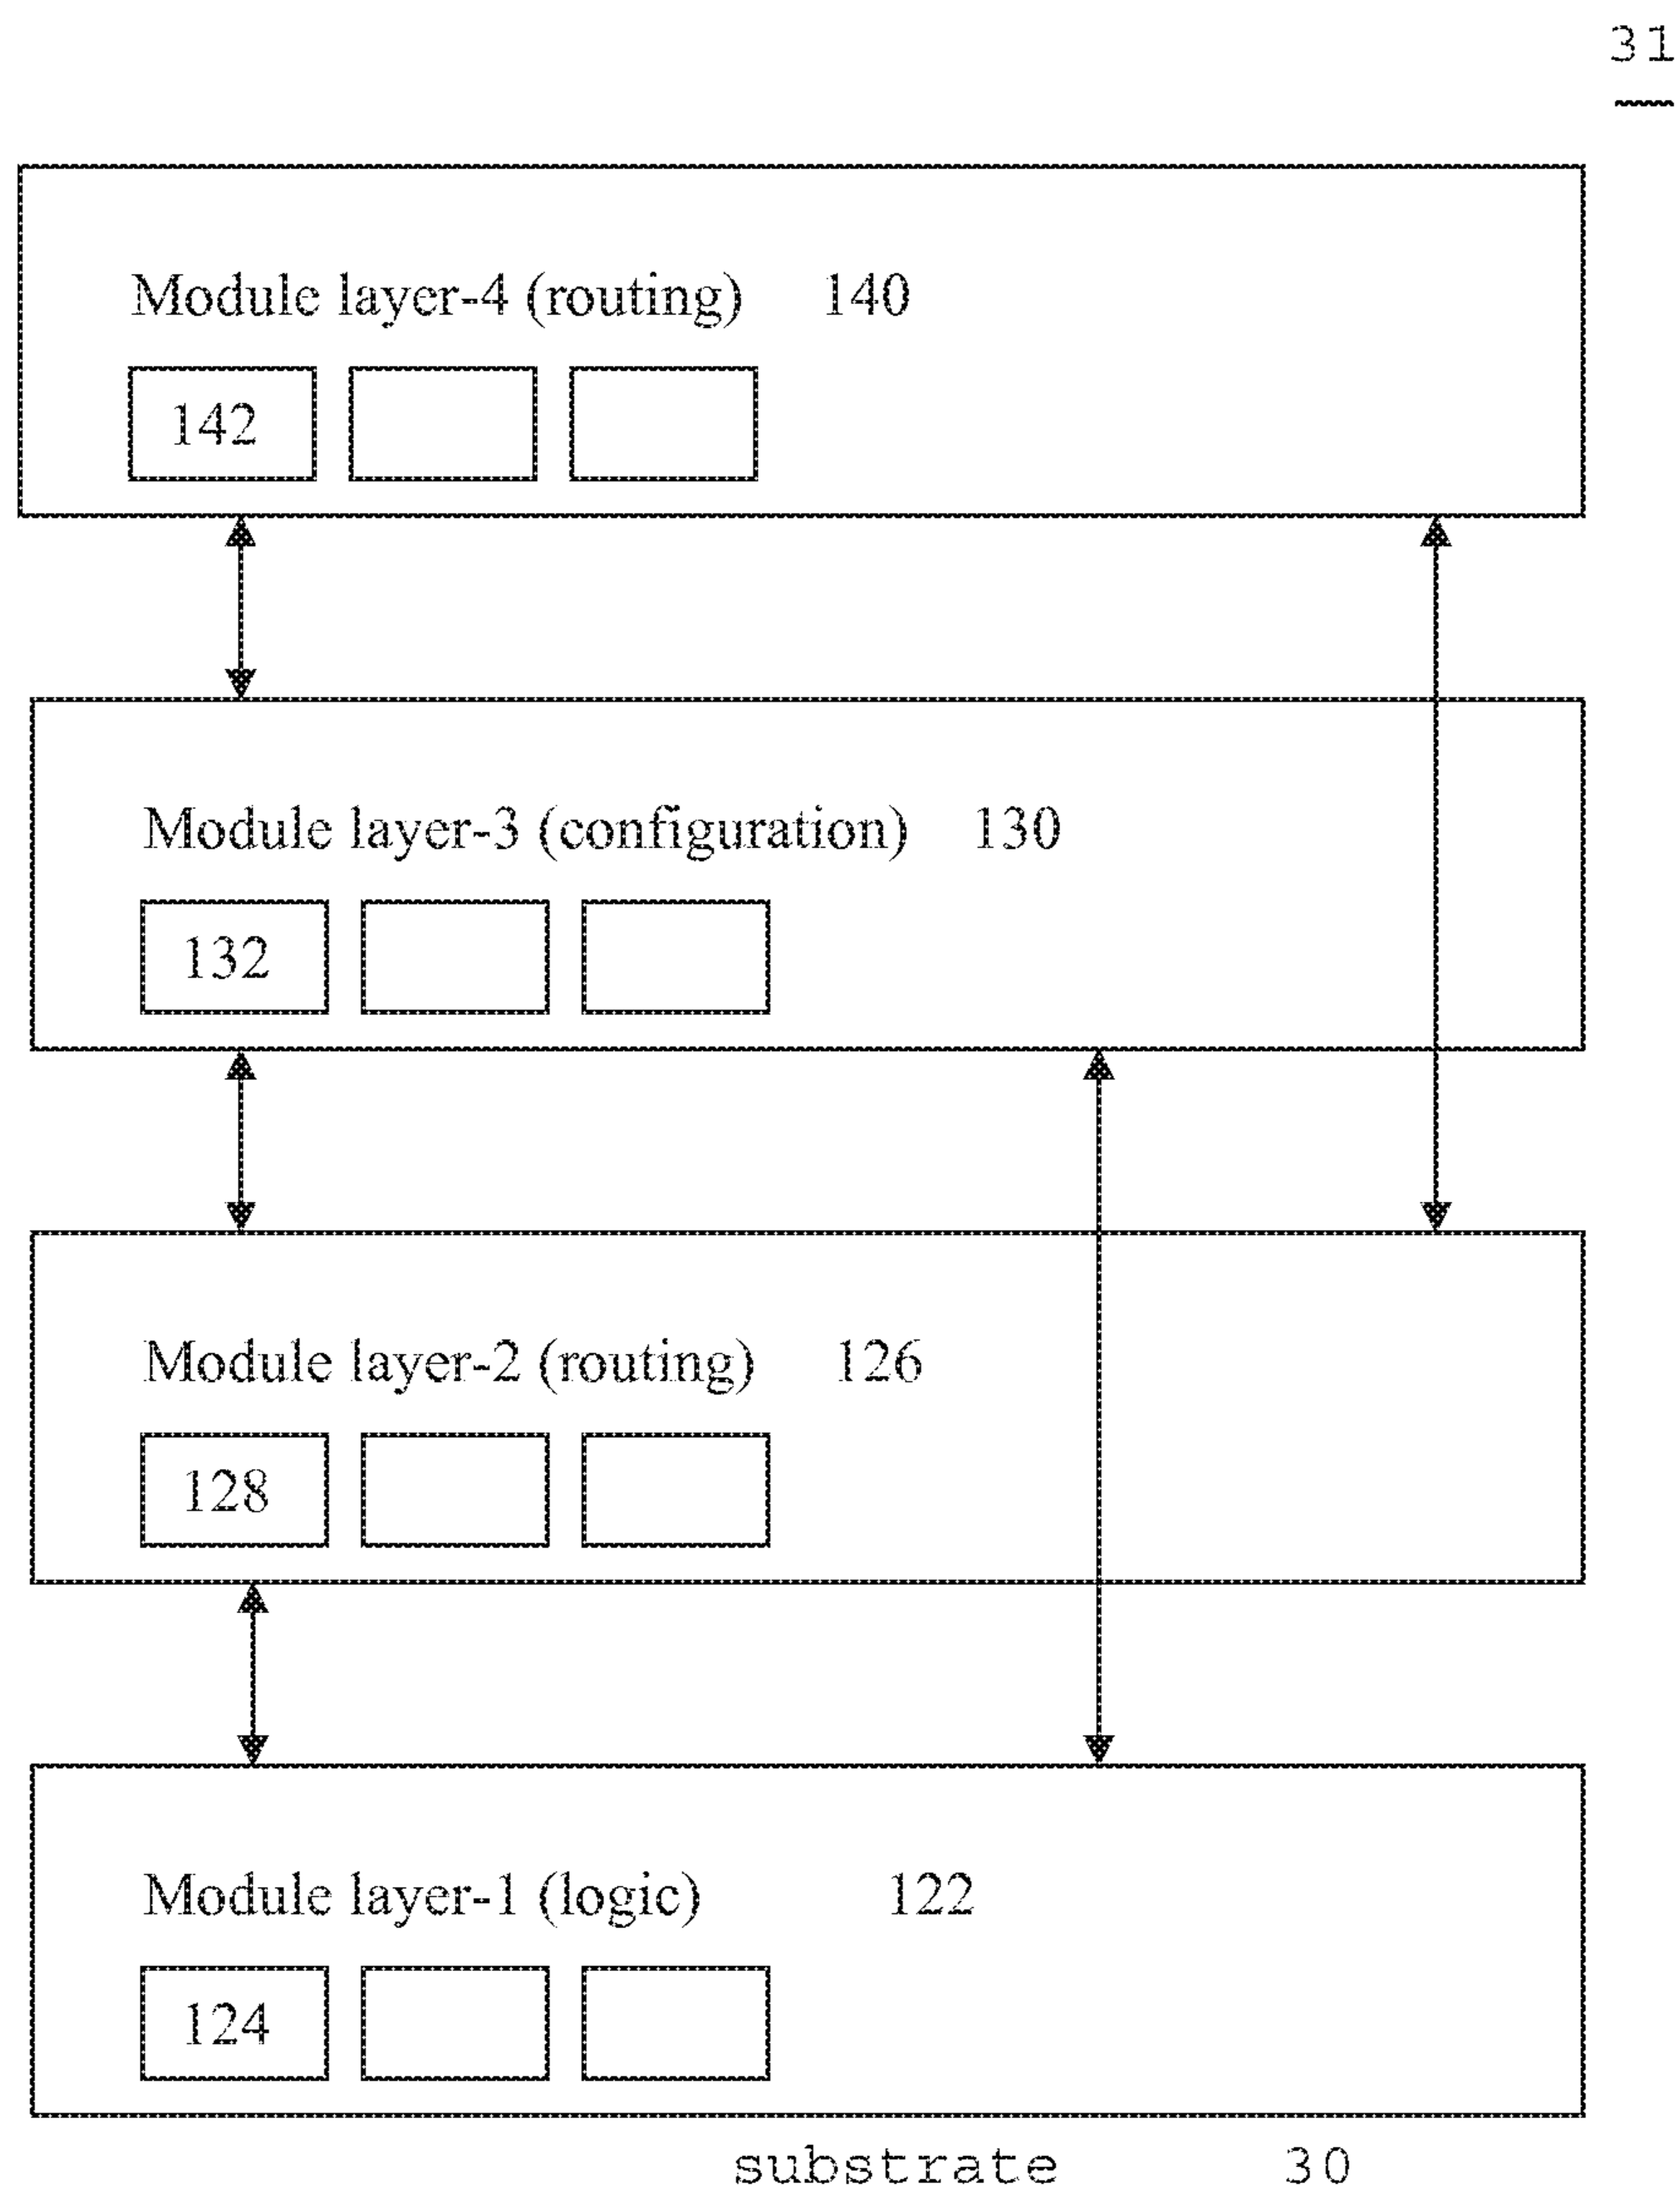 31
Module layer-4 (routing) 140
142
Module layer-3 (configuration) 130
132
Module layer-2 (routing) 126
128
Module layer-1 (logic) 122
124
substrate 30